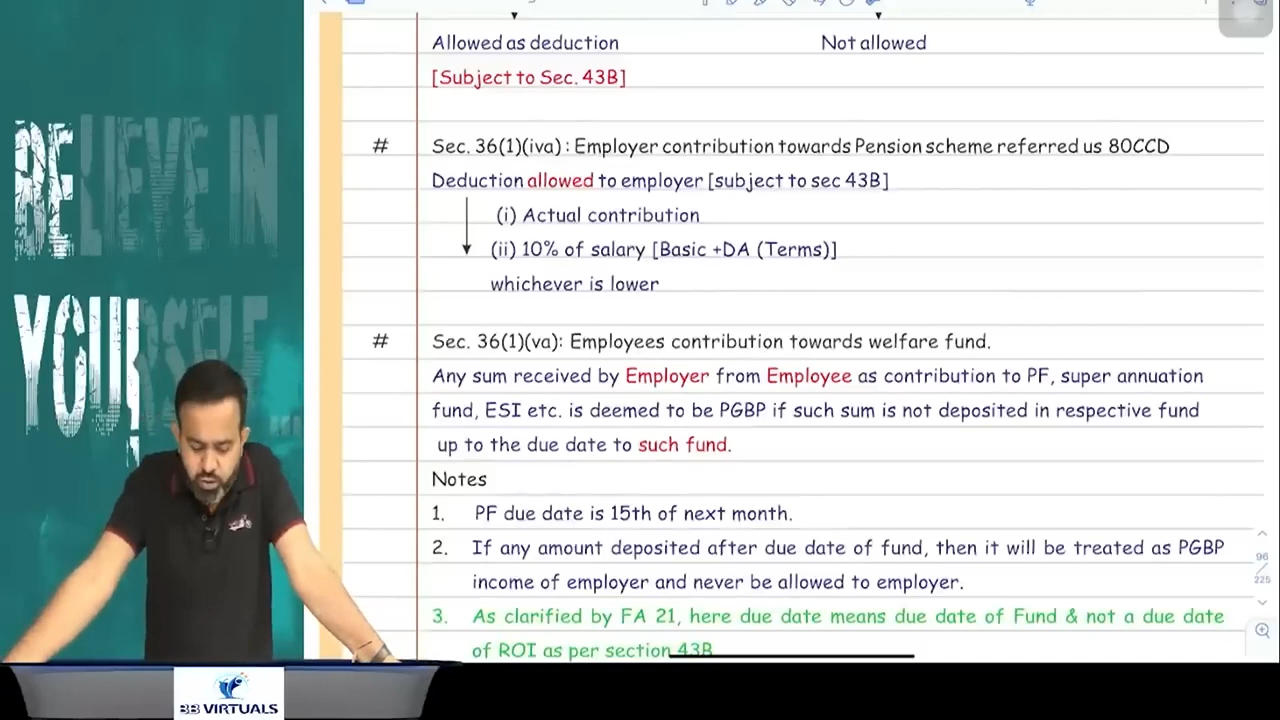 Allowed as deduction Not allowed
[Subject to Sec. 43B]
# Sec. 36(1)(iva) : Employer contribution towards Pension scheme referred us 80CCD
Deduction allowed to employer [subject to sec 43B]
(i) Actual contribution
(ii) 10% of salary [Basic +DA (Terms)]
whichever is lower
# Sec. 36(1)(va): Employees contribution towards welfare fund.
Any sum received by Employer from Employee as contribution to PF, super annuation
fund, ESI etc. is deemed to be PGBP if such sum is not deposited in respective fund
up to the due date to such fund.
Notes
1. PF due date is 15th of next month.
2. If any amount deposited after due date of fund, then it will be treated as PGBP
income of employer and never be allowed to employer.
3. As clarified by FA 21, here due date means due date of Fund & not a due date
of ROI as per section 43B
96
225
BELIEVE IN
YOURSELF
BB VIRTUALS